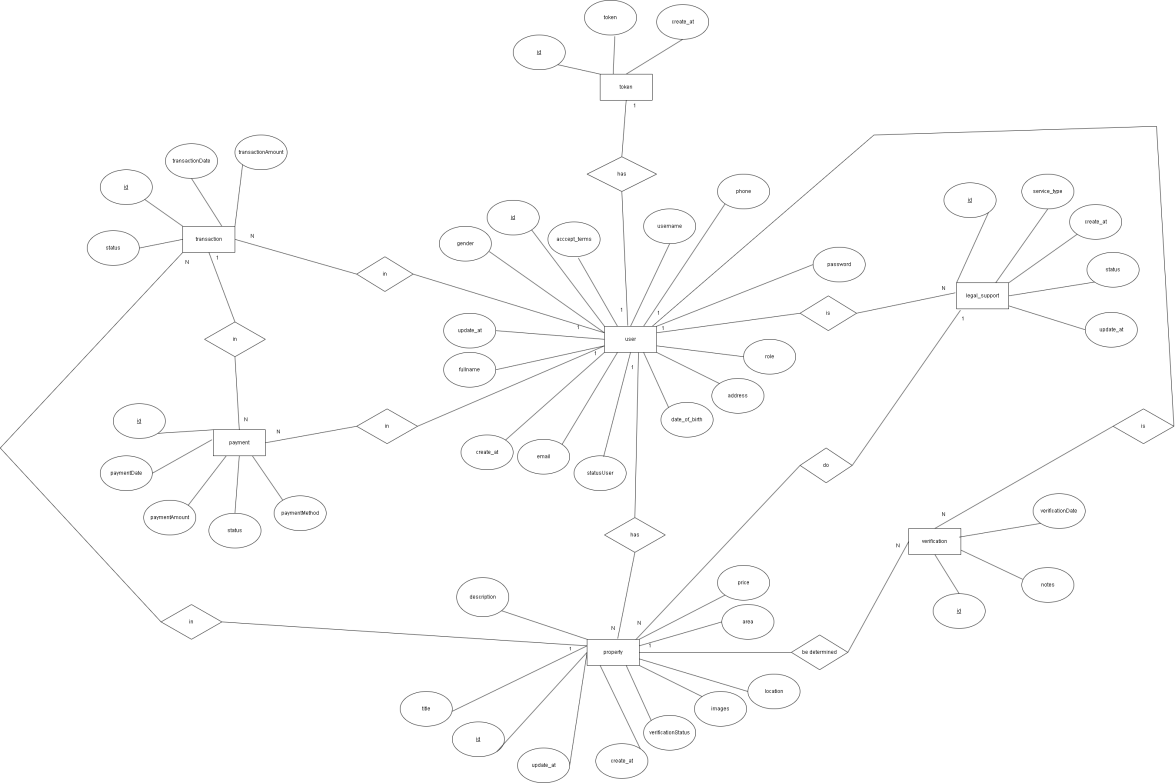 token
create_at
id
token
1
transactionAmount
transactionDate
has
id
phone
service_type
id
id
username
create_at
N
transaction
acccept_terms
gender
status
1
N
password
status
in
N
legal_support
1
is
1
1
1
update_at
update_at
1
in
user
1
role
fullname
1
address
N
id
date_of_birth
in
is
N
payment
create_at
email
do
paymentDate
statusUser
verificationDate
paymentMethod
N
paymentAmount
status
has
verification
N
price
notes
description
id
in
area
N
N
1
1
property
be determined
location
title
images
verificationStatus
id
create_at
update_at